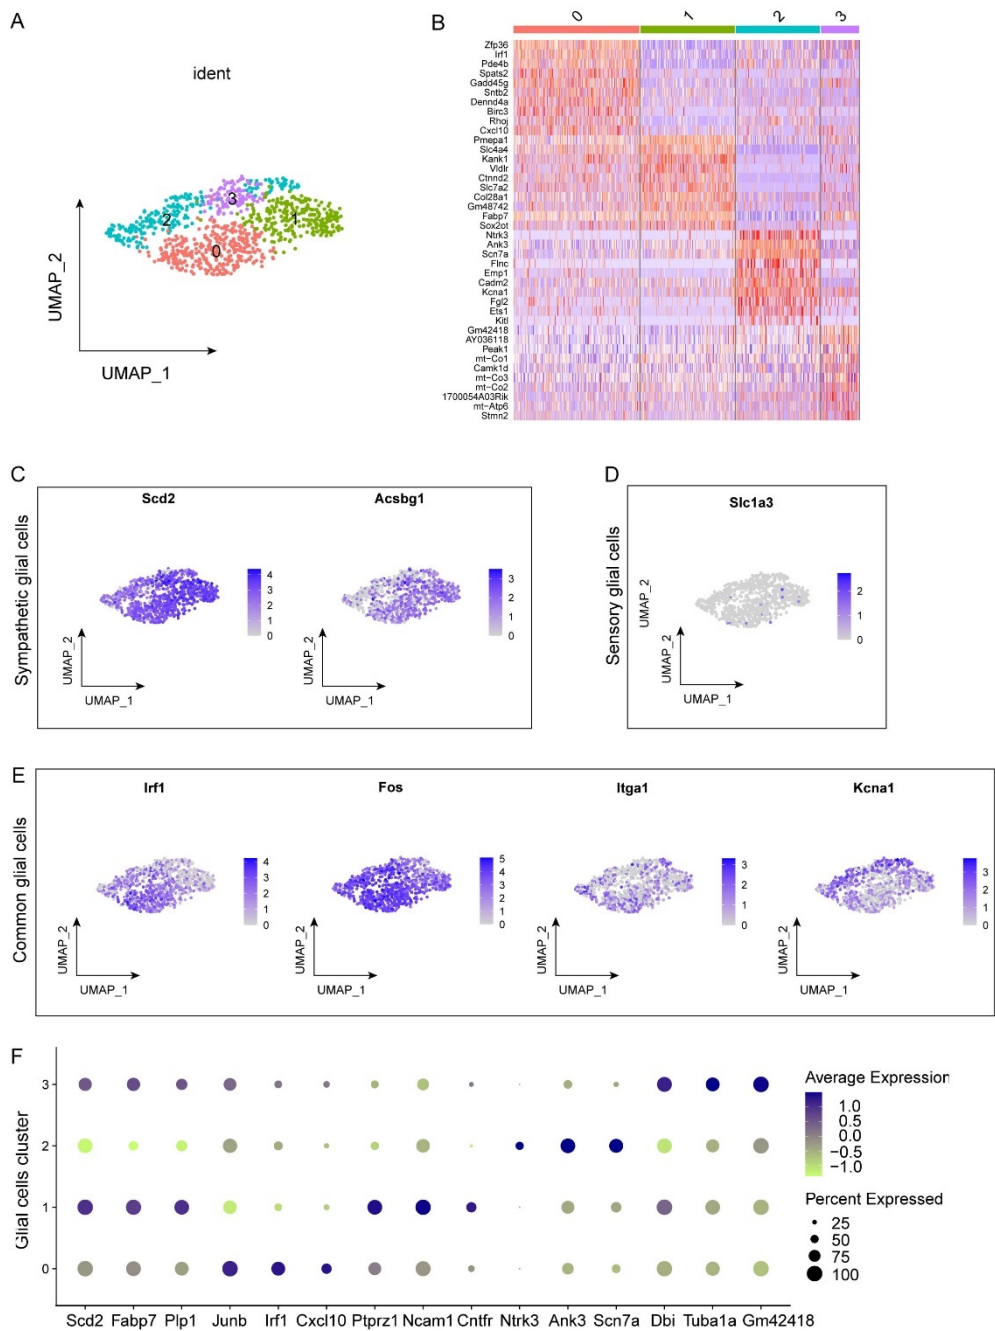 A
ident
3
2
1
0
UMAP_2
UMAP_1
B
0 1 2 3
Zfp36
Irf1
Pde4b
Spats2
Gadd45g
Sntb2
Dennd4a
Birc3
Rhoj
Cxcl10
Pmepa1
Slc4a4
Kank1
Vldlr
Ctnnd2
Slc7a2
Col28a1
Gm48742
Fabp7
Sox2ot
Ntrk3
Ank3
Scn7a
Flnc
Emp1
Cadm2
Kcna1
Fgl2
Ets1
Kitl
Gm42418
AY036118
Peak1
mt-Co1
Camk1d
mt-Co3
mt-Co2
1700054A03Rik
mt-Atp6
Stmn2
C
Sympathetic glial cells
Scd2
4
3
2
1
0
UMAP_2
UMAP_1
Acsbg1
3
2
1
0
UMAP_2
UMAP_1
D
Sensory glial cells
Slc1a3
UMAP_2
2
1
0
UMAP_2
UMAP_1
E
Common glial cells
Irf1
4
3
2
1
0
UMAP_2
UMAP_1
Fos
5
4
3
2
1
0
UMAP_2
UMAP_1
Itga1
3
2
1
0
UMAP_2
UMAP_1
Kcna1
3
2
1
0
UMAP_2
UMAP_1
F
Glial cells cluster
3
2
1
0
Scd2 Fabp7 Plp1 Junb Irf1 Cxcl10 Ptprz1 Ncam1 Cntfr Ntrk3 Ank3 Scn7a Dbi Tuba1a Gm42418
Average Expression
1.0
0.5
0.0
−0.5
−1.0
Percent Expressed
25
50
75
100